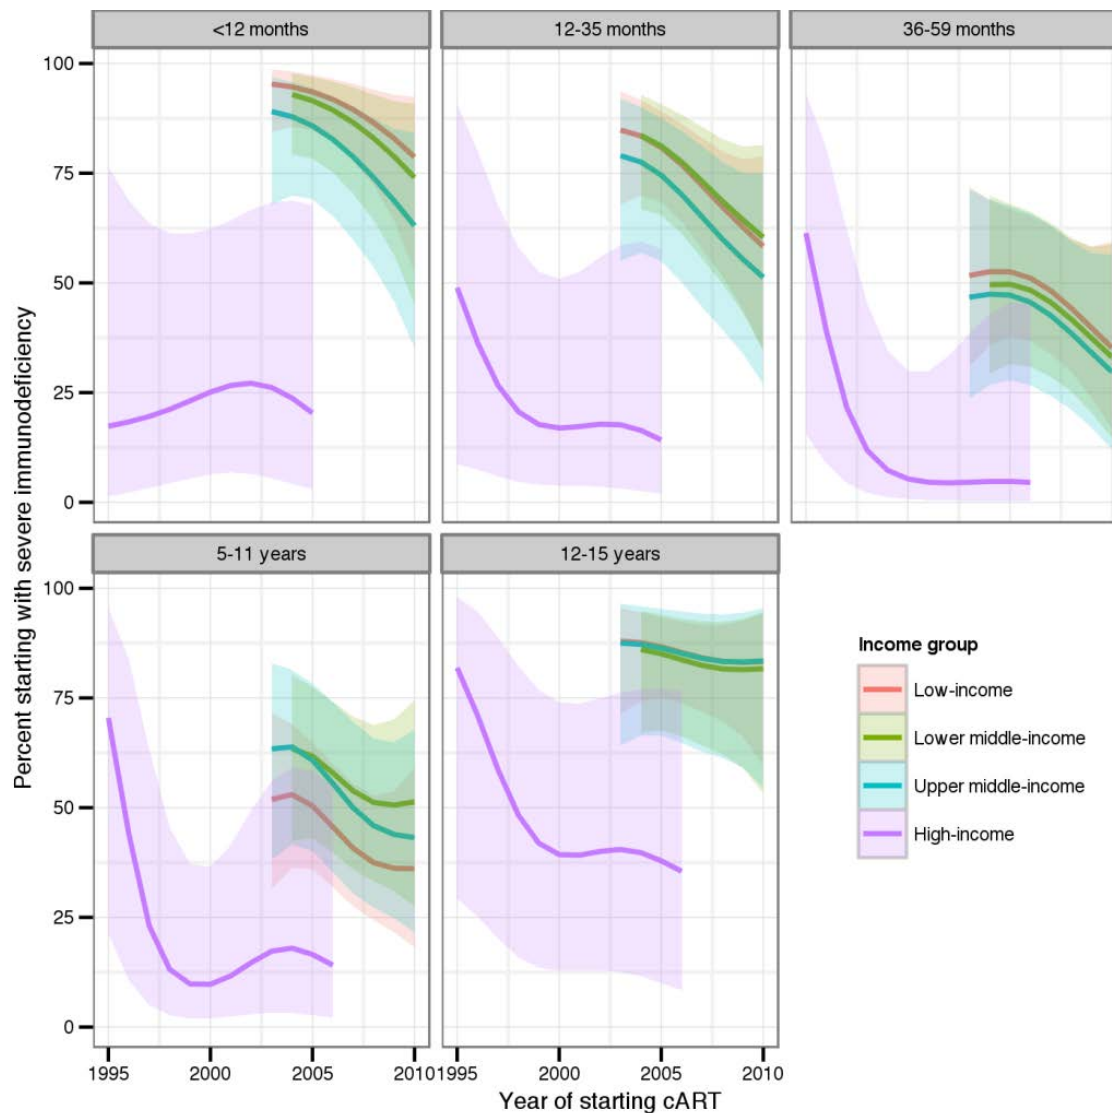 <12 months
12-35 months
36-59 months
100
75
50
25
0
Percent starting with severe immunodeficiency
5-11 years
12-15 years
100
75
50
25
0
1995
2000
2005
2010
1995
2000
2005
2010
Year of starting cART
Income group
Low-income
Lower middle-income
Upper middle-income
High-income